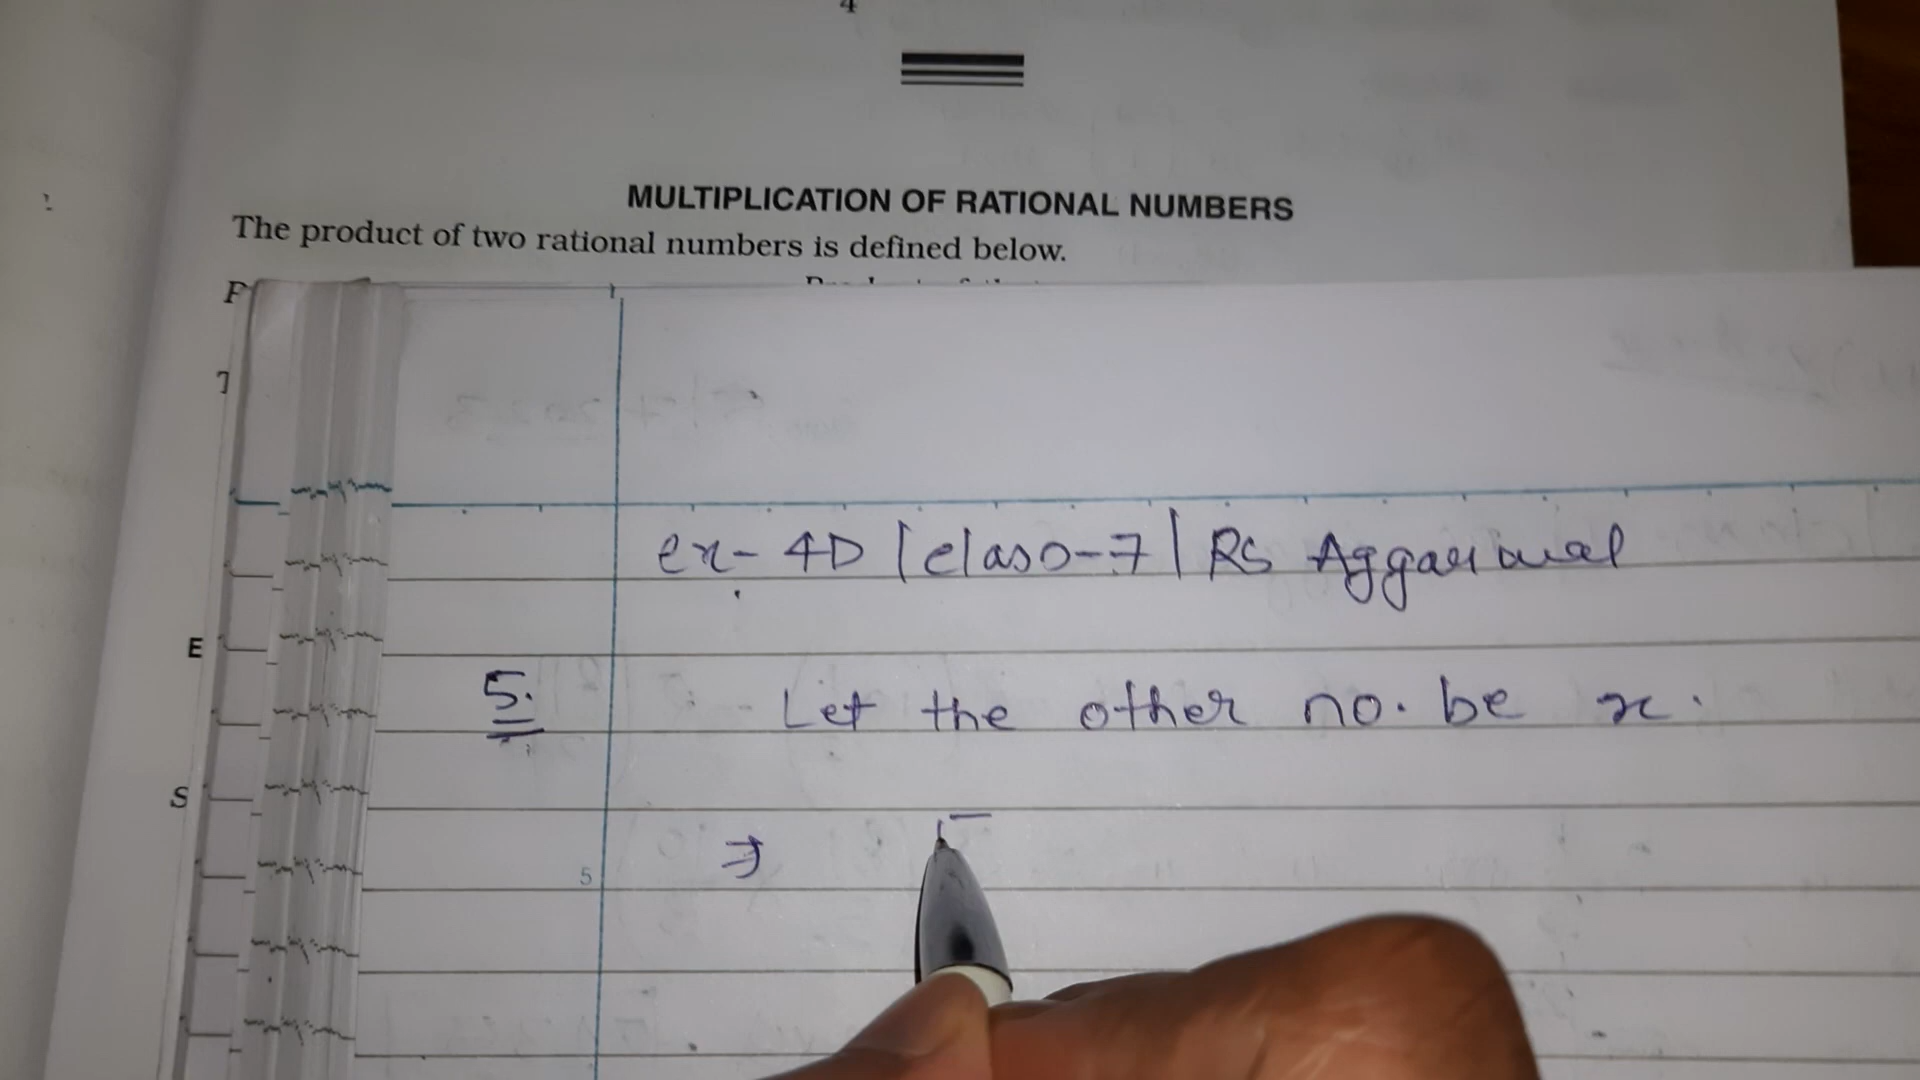 4
MULTIPLICATION OF RATIONAL NUMBERS
The product of two rational numbers is defined below.
ex- 4D | class-7 | RS Aggarwal
E
5. Let the other no. be x.
S
5 ⇒